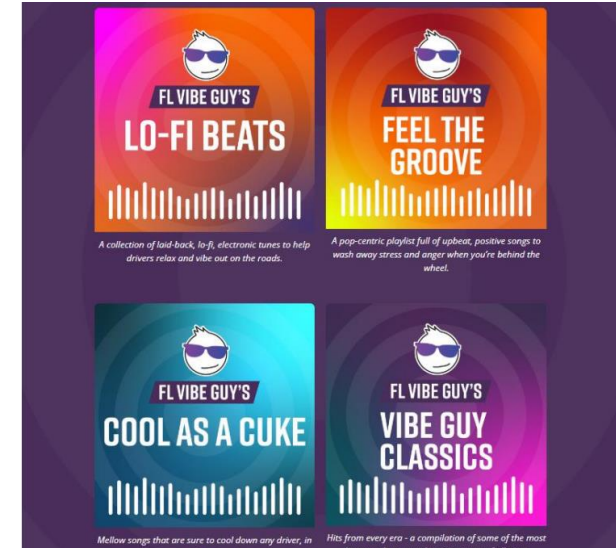 FL VIBE GUY'S
LO-FI BEATS
A collection of laid-back, lo-fi, electronic tunes to help
drivers relax and vibe out on the roads.
FL VIBE GUY'S
FEEL THE
GROOVE
A pop-centric playlist full of upbeat, positive songs to
wash away stress and anger when you're behind the
wheel.
FL VIBE GUY'S
COOL AS A CUKE
Mellow songs that are sure to cool down any driver, in
FL VIBE GUY'S
VIBE GUY
CLASSICS
Hits from every era - a compilation of some of the most